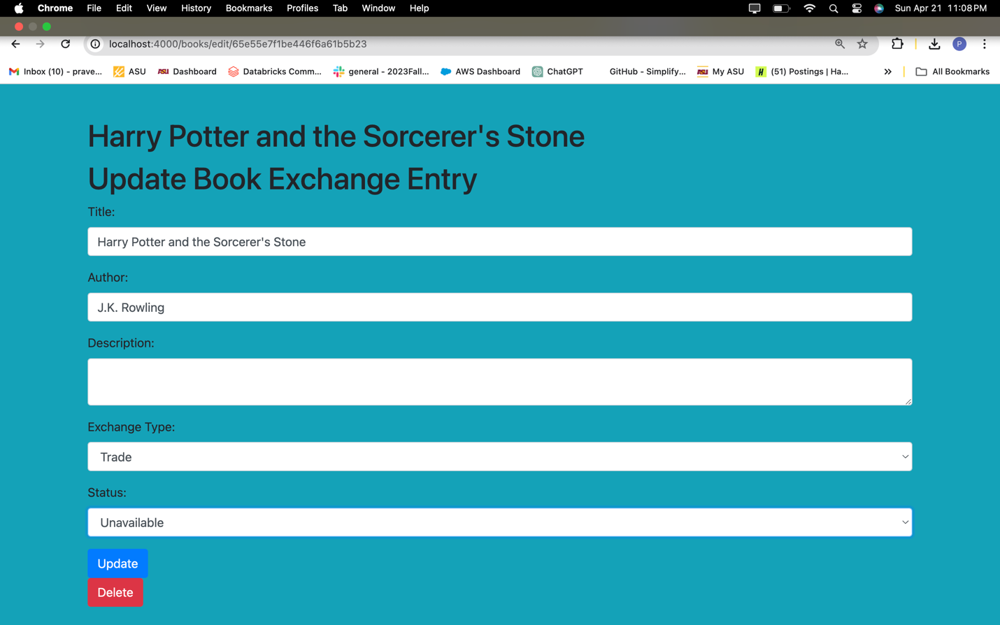 Chrome File Edit View History Bookmarks Profiles Tab Window Help Sun Apr 21 11:08 PM
localhost:4000/books/edit/65e55e7f1be446f6a61b5b23 P
Inbox (10) - prave... ASU ASU Dashboard Databricks Comm... general - 2023Fall... AWS Dashboard ChatGPT GitHub - Simplify... ASU My ASU H (51) Postings | Ha... » All Bookmarks
Harry Potter and the Sorcerer's Stone
Update Book Exchange Entry
Title:
Harry Potter and the Sorcerer's Stone
Author:
J.K. Rowling
Description:
Exchange Type:
Trade
Status:
Unavailable
Update
Delete